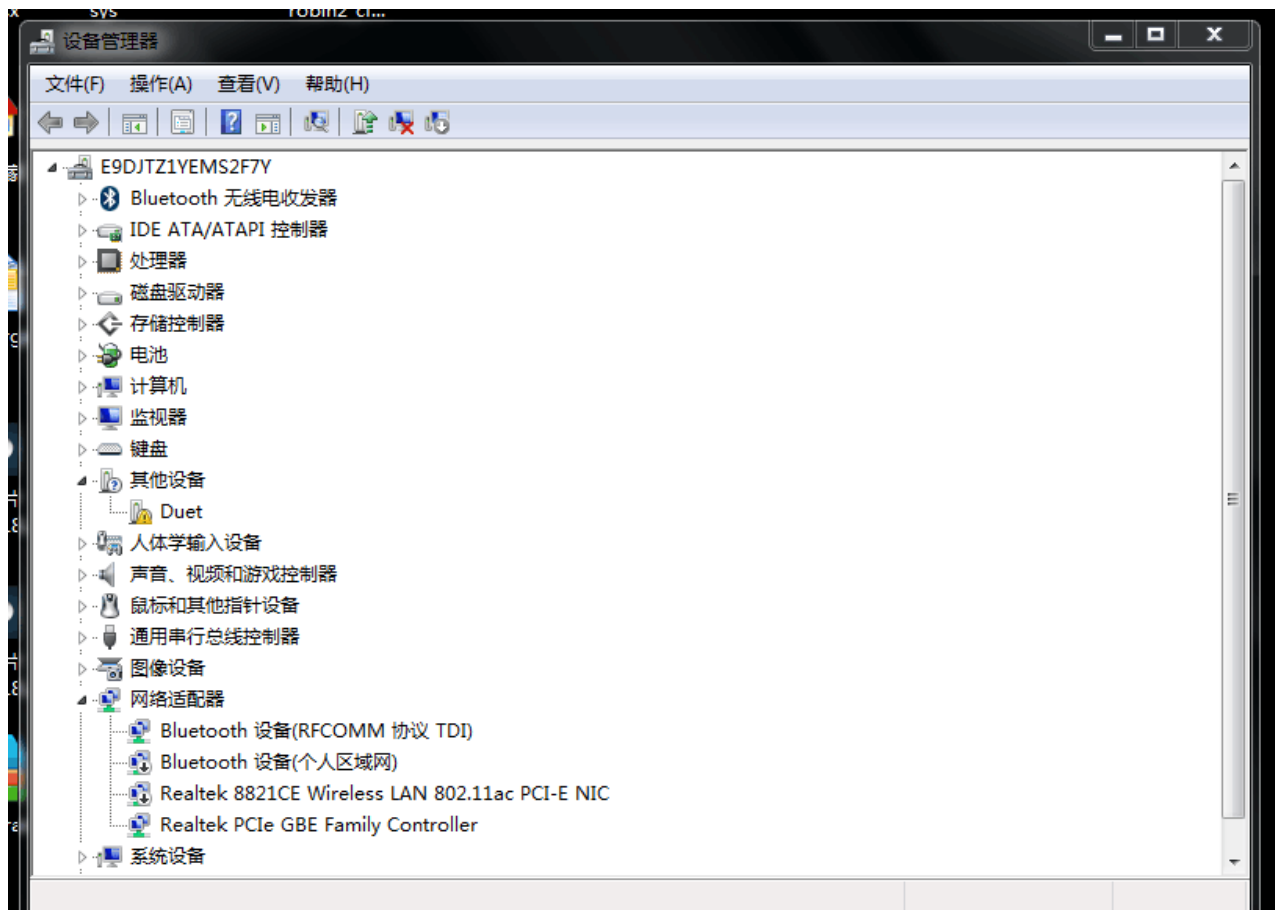 sys
robin2 cl...
设备管理器
文件(F) 操作(A) 查看(V) 帮助(H)
E9DJTZ1YEMS2F7Y
Bluetooth 无线电收发器
IDE ATA/ATAPI 控制器
处理器
磁盘驱动器
存储控制器
电池
计算机
监视器
键盘
其他设备
Duet
人体学输入设备
声音、视频和游戏控制器
鼠标和其他指针设备
通用串行总线控制器
图像设备
网络适配器
Bluetooth 设备(RFCOMM 协议 TDI)
Bluetooth 设备(个人区域网)
Realtek 8821CE Wireless LAN 802.11ac PCI-E NIC
Realtek PCIe GBE Family Controller
系统设备